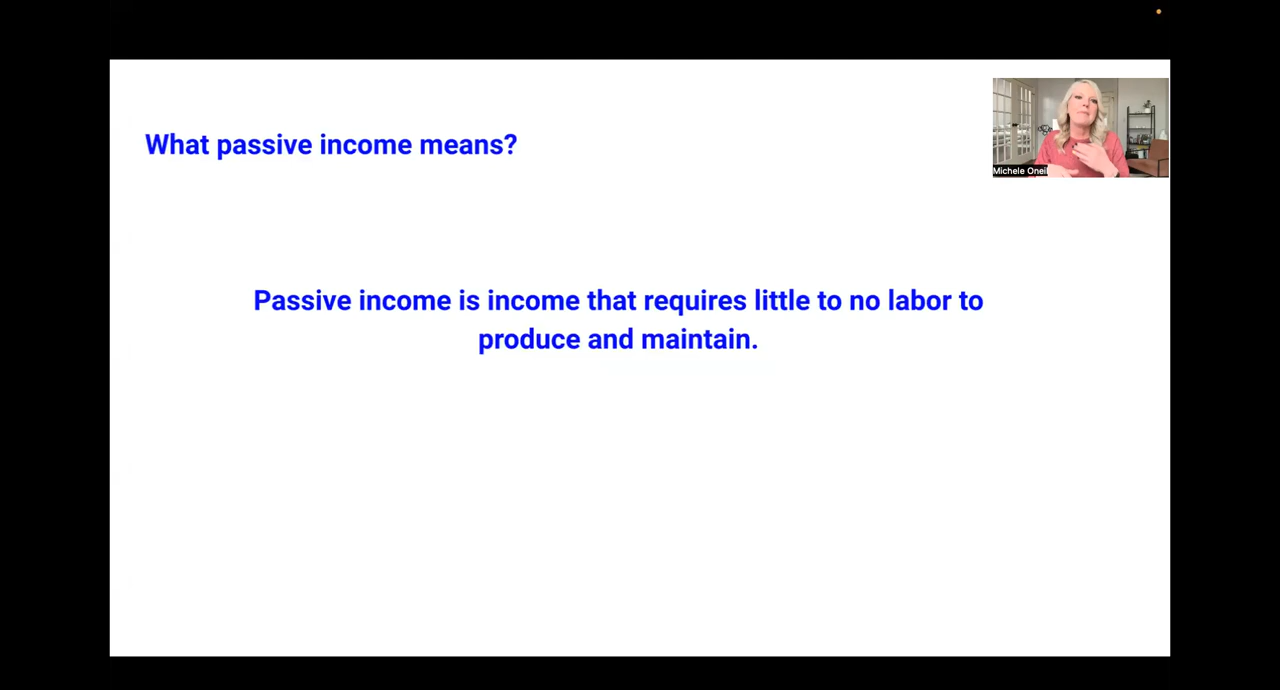 What passive income means?
Michele Oneil
Passive income is income that requires little to no labor to
produce and maintain.